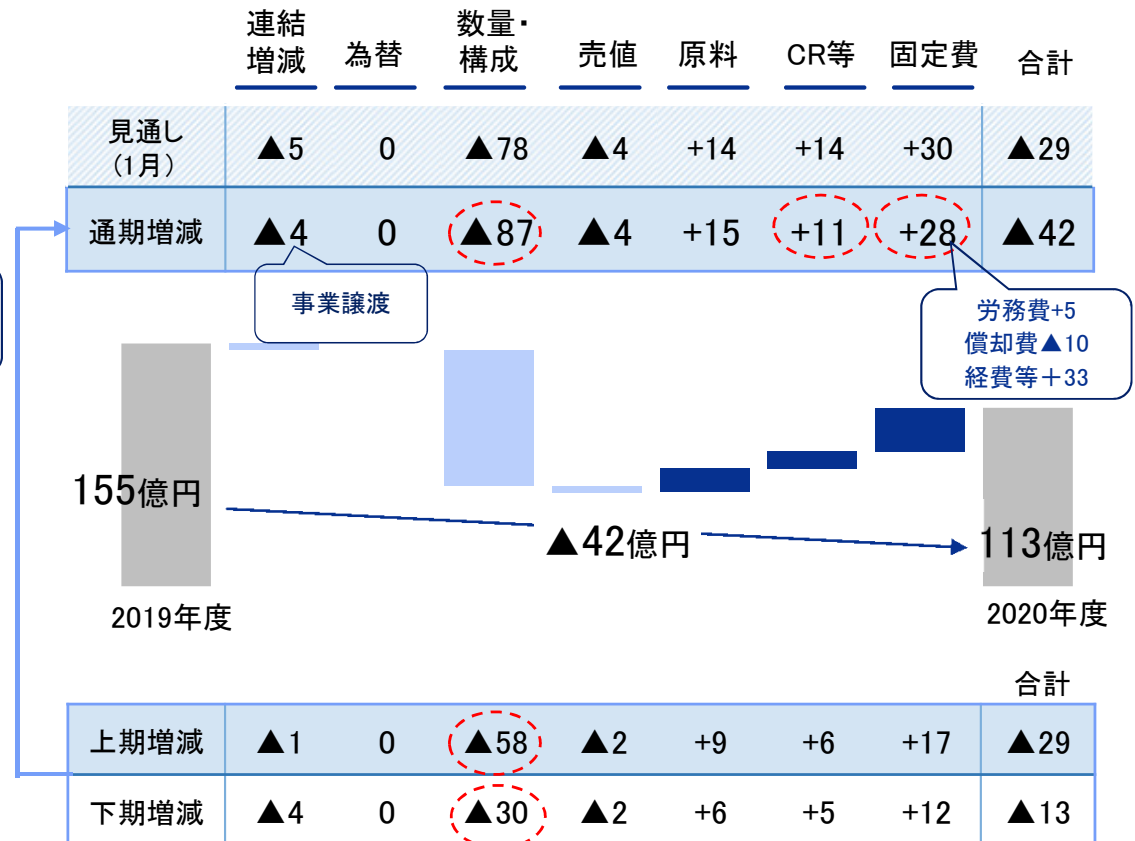 連結増減 為替 数量・構成 売値 原料 CR等 固定費 合計
見通し(1月) ▲5 0 ▲78 ▲4 +14 +14 +30 ▲29
通期増減 ▲4 0 ▲87 ▲4 +15 +11 +28 ▲42
事業譲渡
労務費+5
償却費▲10
経費等＋33
155億円
▲42億円
113億円
2019年度
2020年度
合計
上期増減 ▲1 0 ▲58 ▲2 +9 +6 +17 ▲29
下期増減 ▲4 0 ▲30 ▲2 +6 +5 +12 ▲13